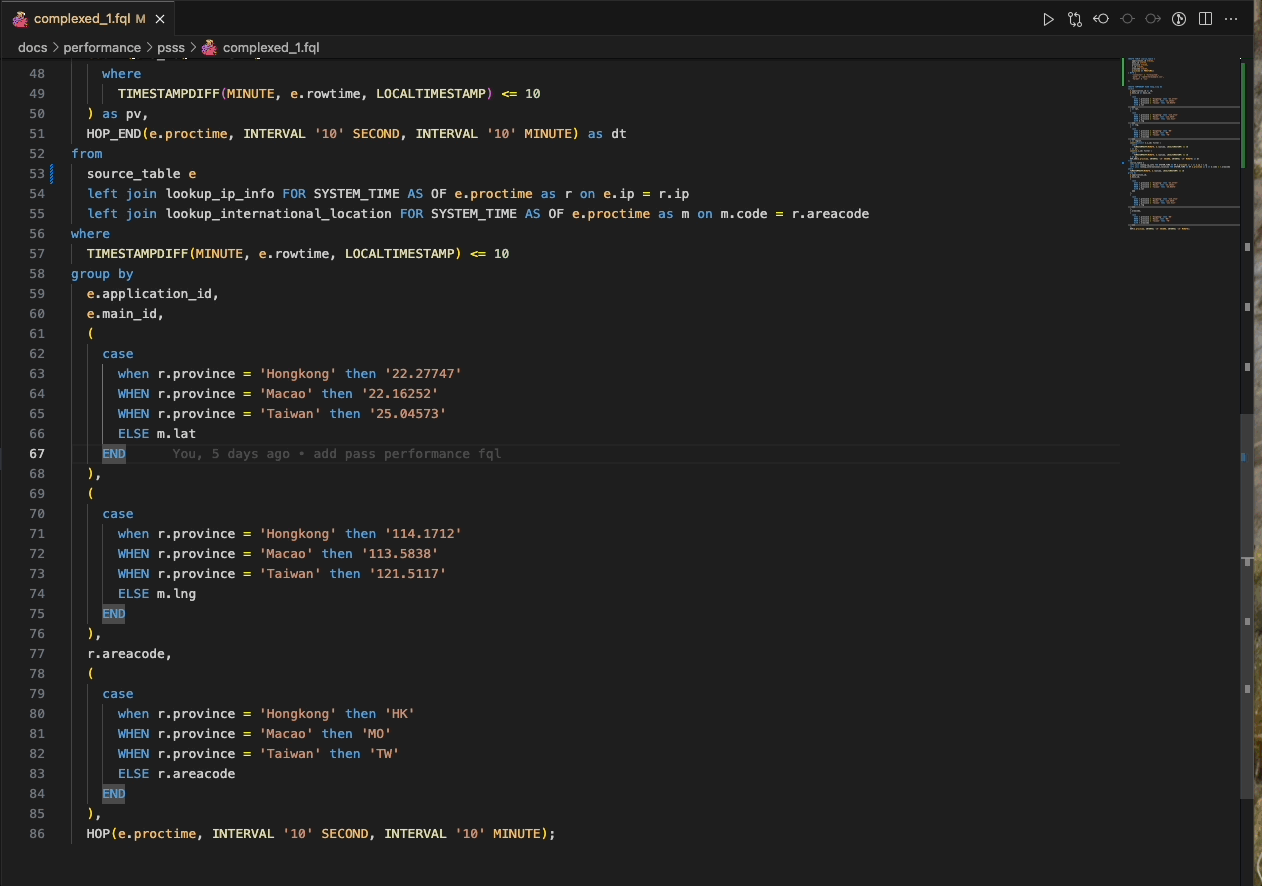 complexed_1.fql M
docs > performance > psss > complexed_1.fql
48 where
49 TIMESTAMPDIFF(MINUTE, e.rowtime, LOCALTIMESTAMP) <= 10
50 ) as pv,
51 HOP_END(e.proctime, INTERVAL '10' SECOND, INTERVAL '10' MINUTE) as dt
52 from
53 source_table e
54 left join lookup_ip_info FOR SYSTEM_TIME AS OF e.proctime as r on e.ip = r.ip
55 left join lookup_international_location FOR SYSTEM_TIME AS OF e.proctime as m on m.code = r.areacode
56 where
57 TIMESTAMPDIFF(MINUTE, e.rowtime, LOCALTIMESTAMP) <= 10
58 group by
59 e.application_id,
60 e.main_id,
61 (
62 case
63 when r.province = 'Hongkong' then '22.27747'
64 WHEN r.province = 'Macao' then '22.16252'
65 WHEN r.province = 'Taiwan' then '25.04573'
66 ELSE m.lat
67 END You, 5 days ago • add pass performance fql
68 ),
69 (
70 case
71 when r.province = 'Hongkong' then '114.1712'
72 WHEN r.province = 'Macao' then '113.5838'
73 WHEN r.province = 'Taiwan' then '121.5117'
74 ELSE m.lng
75 END
76 ),
77 r.areacode,
78 (
79 case
80 when r.province = 'Hongkong' then 'HK'
81 WHEN r.province = 'Macao' then 'MO'
82 WHEN r.province = 'Taiwan' then 'TW'
83 ELSE r.areacode
84 END
85 ),
86 HOP(e.proctime, INTERVAL '10' SECOND, INTERVAL '10' MINUTE);